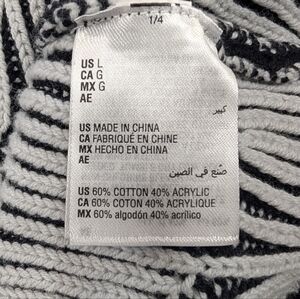 1/4
US L
CA G
MX G
AE
كبير
US MADE IN CHINA
CA FABRIQUÉ EN CHINE
MX HECHO EN CHINA
AE
صنع في الصين
US 60% COTTON 40% ACRYLIC
CA 60% COTON 40% ACRYLIQUE
MX 60% algodón 40% acrílico